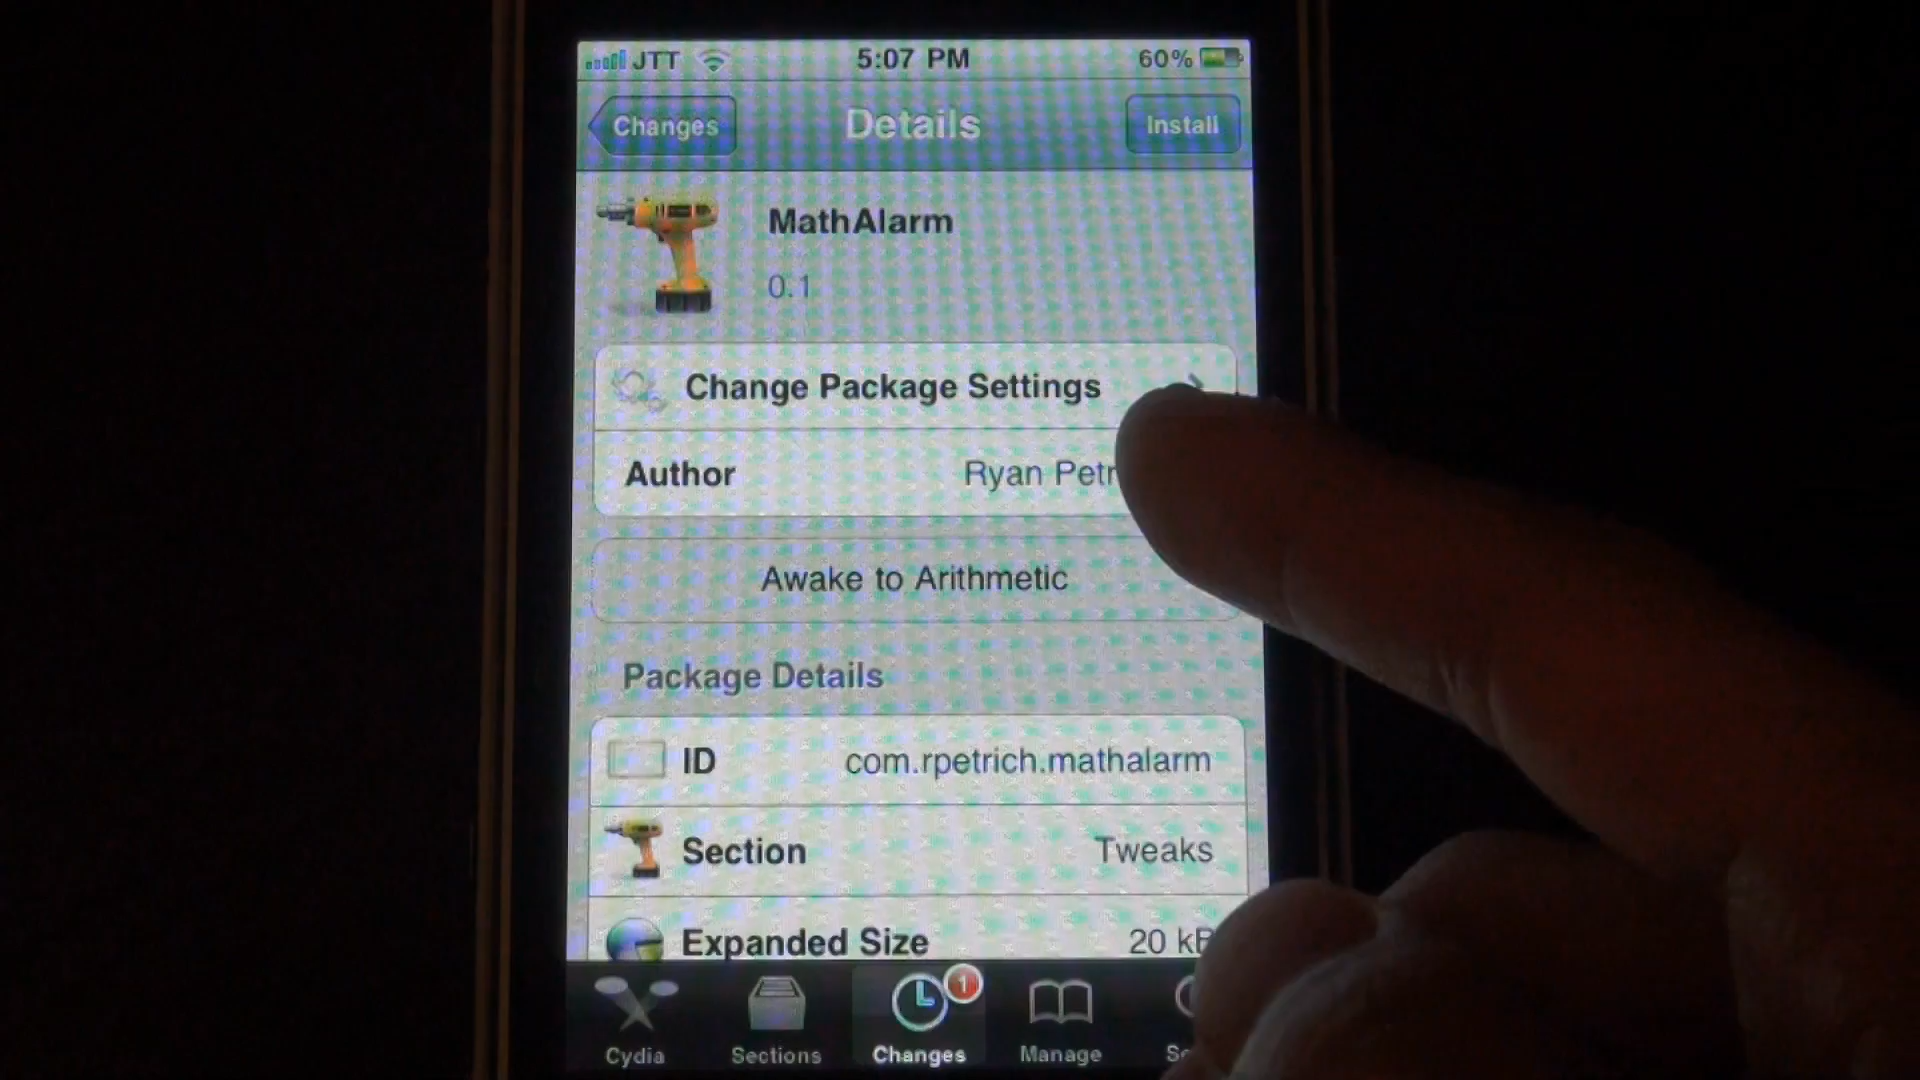 JTT 5:07 PM 60%
Changes Details Install
MathAlarm
0.1
Change Package Settings
Author Ryan Petr
Awake to Arithmetic
Package Details
ID com.rpetrich.mathalarm
Section Tweaks
Expanded Size 20 kB
1
Cydia Sections Changes Manage